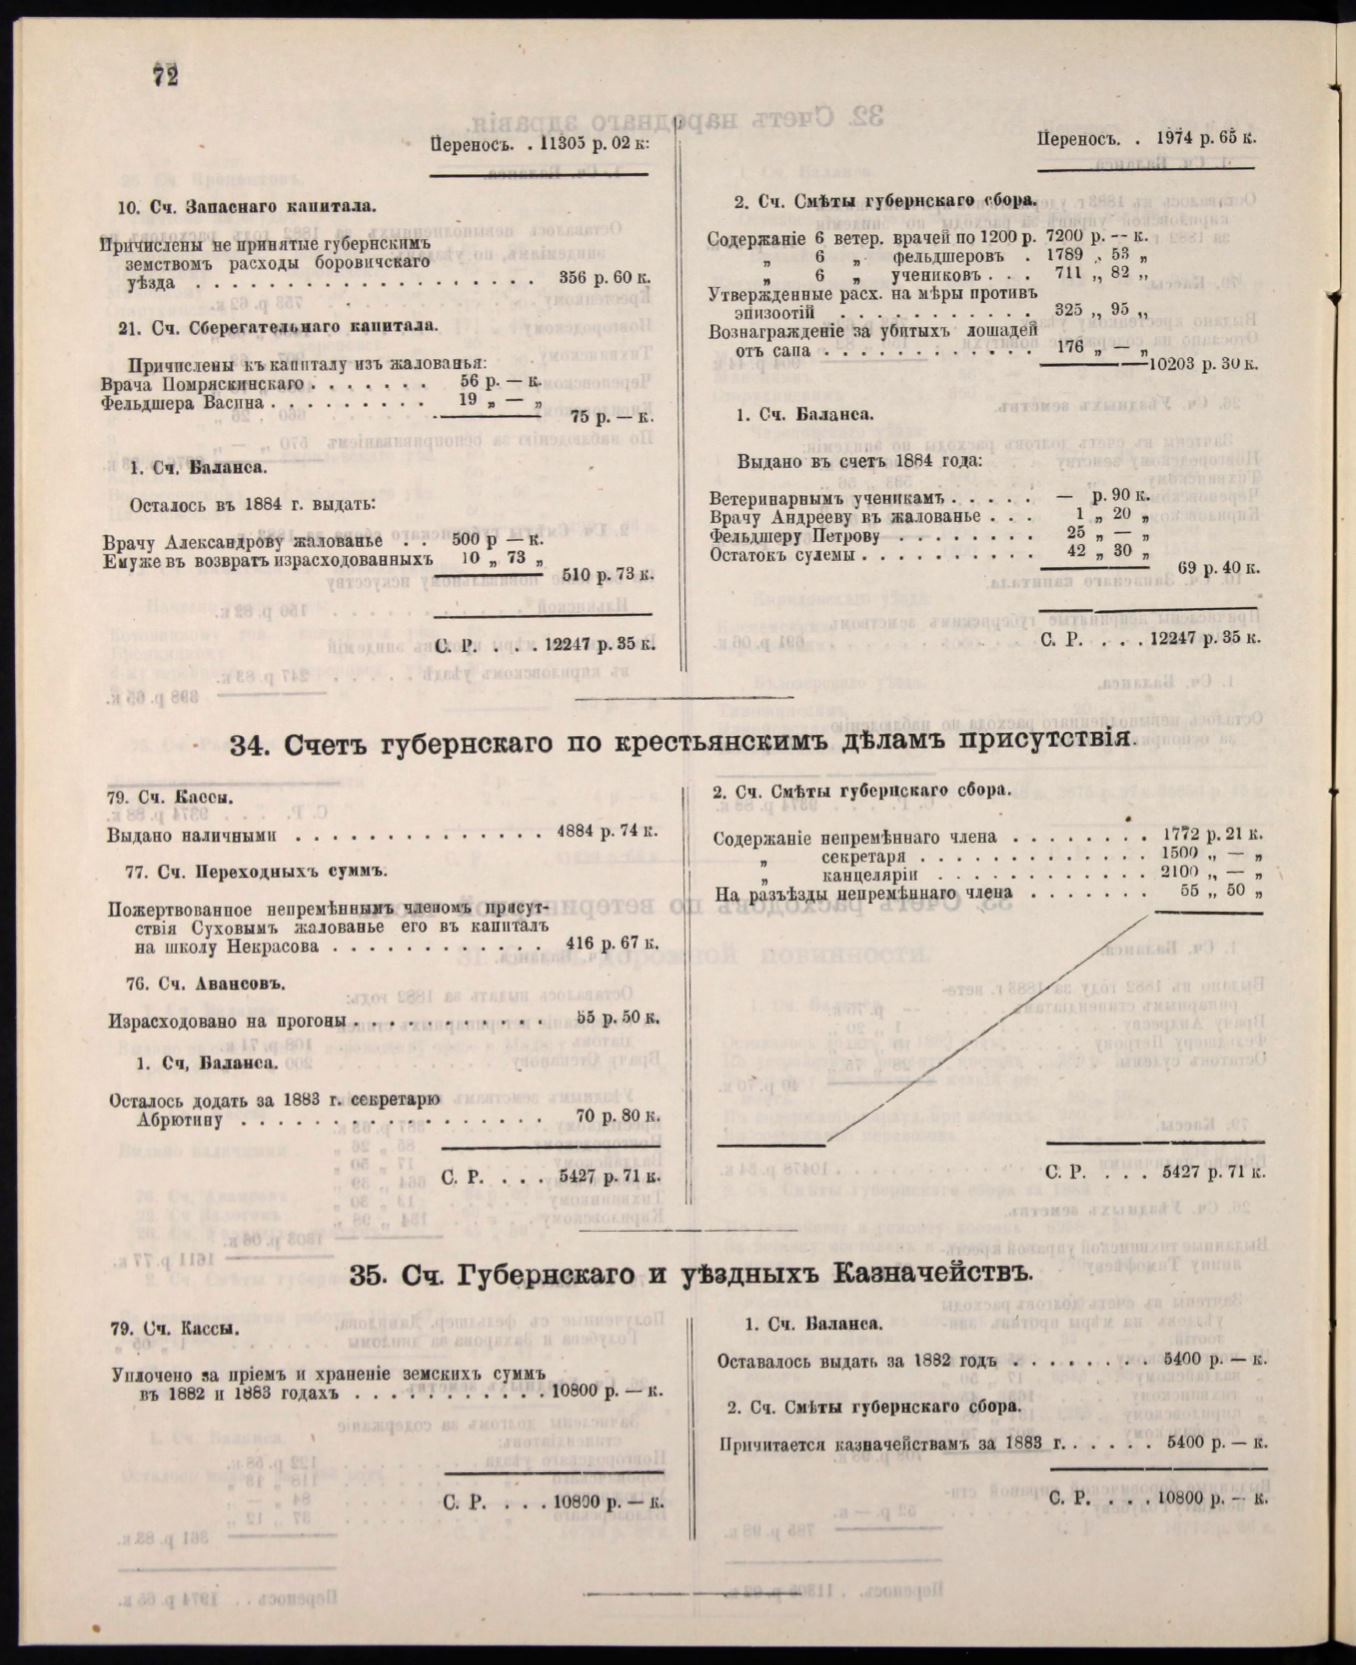 72
Переносъ. . 11305 р. 02 к:
10. Сч. Запаснаго капитала.
Причислены не принятые губернскимъ
земствомъ расходы боровичскаго
уѣзда . . . . . . . . . . . . . . . . . . . 356 р. 60 к.
21. Сч. Сберегательнаго капитала.
Причислены къ капиталу изъ жалованья:
Врача Помряскинскаго . . . . . . . 56 р. — к.
Фельдшера Васина . . . . . . . . . 19 „ — „
75 р. — к.
1. Сч. Баланса.
Осталось въ 1884 г. выдать:
Врачу Александрову жалованье . . 500 р — к.
Ему же въ возвратъ израсходованныхъ 10 „ 73 „
510 р. 73 к.
С. Р. . . . 12247 р. 35 к.
Переносъ. . 1974 р. 65 к.
2. Сч. Смѣты губернскаго сбора.
Содержаніе 6 ветер. врачей по 1200 р. 7200 р. -- к.
„ 6 „ фельдшеровъ . 1789 „ 53 „
„ 6 „ учениковъ . . . 711 „ 82 „
Утвержденные расх. на мѣры противъ
эпизоотій . . . . . . . . . . . 325 „ 95 „
Вознагражденіе за убитыхъ лошадей
отъ сапа . . . . . . . . . . . . 176 „ — „
10203 р. 30 к.
1. Сч. Баланса.
Выдано въ счетъ 1884 года:
Ветеринарнымъ ученикамъ . . . . . — р. 90 к.
Врачу Андрееву въ жалованье . . . 1 „ 20 „
Фельдшеру Петрову . . . . . . . . 25 „ — „
Остатокъ сулемы . . . . . . . . . . 42 „ 30 „
69 р. 40 к.
С. Р. . . . 12247 р. 35 к.
34. Счетъ губернскаго по крестьянскимъ дѣламъ присутствія.
79. Сч. Кассы.
Выдано наличными . . . . . . . . . . . . . . 4884 р. 74 к.
77. Сч. Переходныхъ суммъ.
Пожертвованное непремѣннымъ членомъ присут-
ствія Суховымъ жалованье его въ капиталъ
на школу Некрасова . . . . . . . . . . . . 416 р. 67 к.
76. Сч. Авансовъ.
Израсходовано на прогоны . . . . . . . . . . . 55 р. 50 к.
1. Сч, Баланса.
Осталось додать за 1883 г. секретарю
Абрютину . . . . . . . . . . . . . . . . . 70 р. 80 к.
С. Р. . . . 5427 р. 71 к.
2. Сч. Смѣты губернскаго сбора.
Содержаніе непремѣннаго члена . . . . . . . . 1772 р. 21 к.
„ секретаря . . . . . . . . . . . . . 1500 „ — „
„ канцеляріи . . . . . . . . . . . . 2100 „ — „
На разъѣзды непремѣннаго члена . . . . . . . 55 „ 50 „
С. Р. . . . 5427 р. 71 к.
35. Сч. Губернскаго и уѣздныхъ Казначействъ.
79. Сч. Кассы.
Уплочено за пріемъ и храненіе земскихъ суммъ
въ 1882 и 1883 годахъ . . . . . . . . . . . 10800 р. — к.
С. Р. . . . 10800 р. — к.
1. Сч. Баланса.
Оставалось выдать за 1882 годъ . . . . . . . . 5400 р. — к.
2. Сч. Смѣты губернскаго сбора.
Причитается казначействамъ за 1883 г. . . . . . 5400 р. — к.
С. Р. . . . 10800 р. — к.